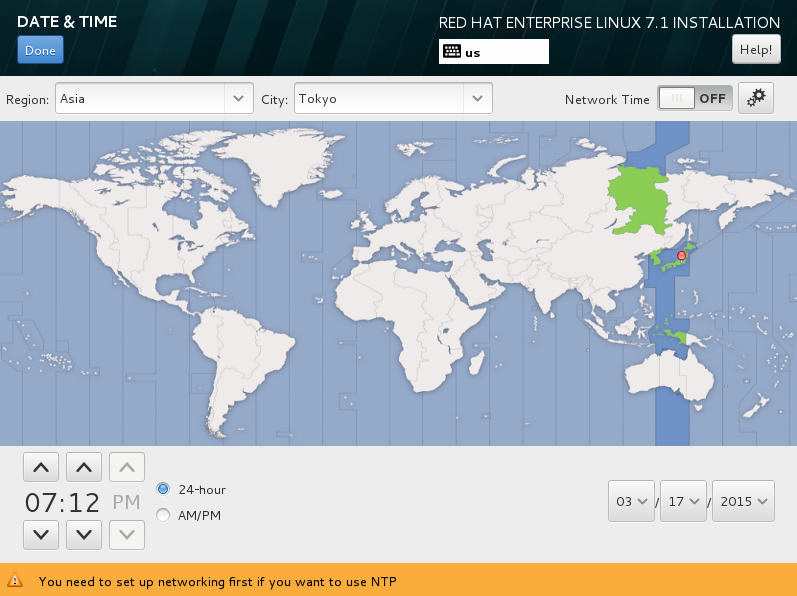 DATE & TIME
RED HAT ENTERPRISE LINUX 7.1 INSTALLATION
Done
us
Help!
Region: Asia City: Tokyo Network Time OFF
07:12 PM
24-hour
AM/PM
03 / 17 / 2015
You need to set up networking first if you want to use NTP